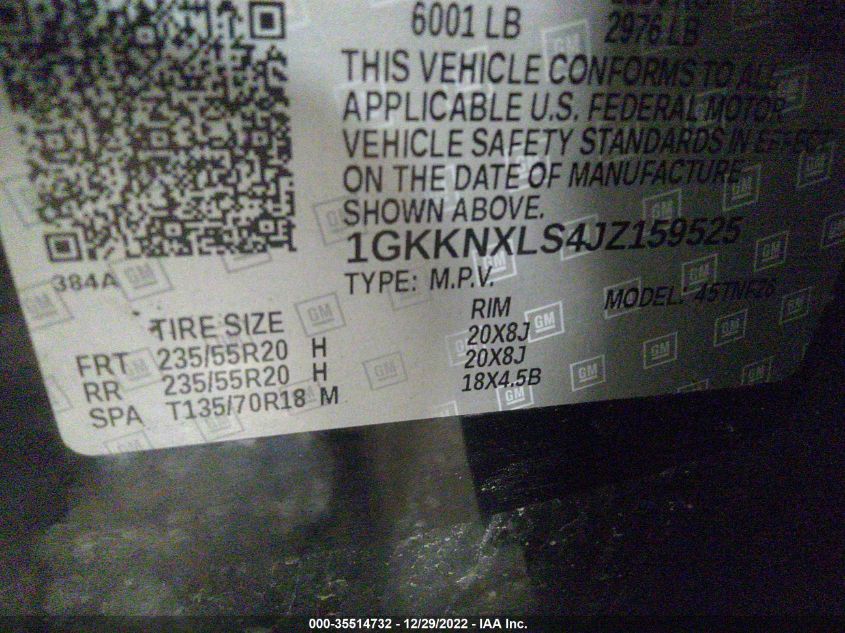 6001 LB 2976 LB
THIS VEHICLE CONFORMS TO ALL
APPLICABLE U.S. FEDERAL MOTOR
VEHICLE SAFETY STANDARDS IN EFFECT
ON THE DATE OF MANUFACTURE
SHOWN ABOVE.
1GKKNXLS4JZ159525
384A
TYPE: M.P.V.
MODEL: 45TNF26
TIRE SIZE RIM
FRT 235/55R20 H 20X8J
RR 235/55R20 H 20X8J
SPA T135/70R18 M 18X4.5B
GM
000-35514732 - 12/29/2022 - IAA Inc.